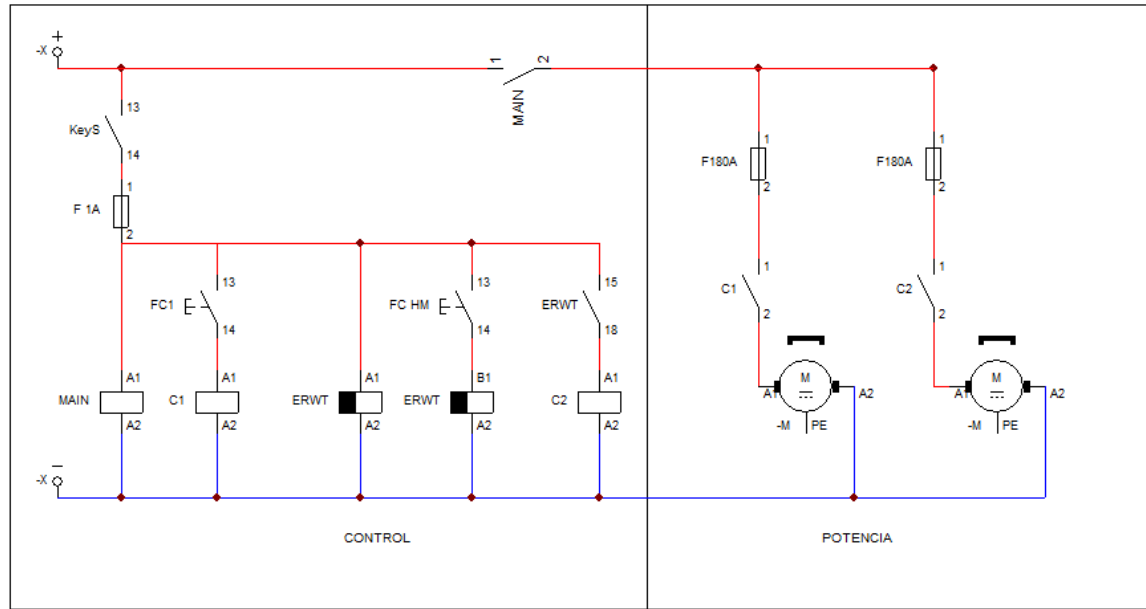 +
-X
1
2
MAIN
13
KeyS
14
1
F 1A
2
1
F180A
2
1
F180A
2
13
FC1
14
13
FC HM
14
15
ERWT
18
1
C1
2
1
C2
2
A1
MAIN
A2
A1
C1
A2
A1
ERWT
A2
B1
ERWT
A2
A1
C2
A2
M
A1
A2
-M
PE
M
A1
A2
-M
PE
−
-X
CONTROL
POTENCIA